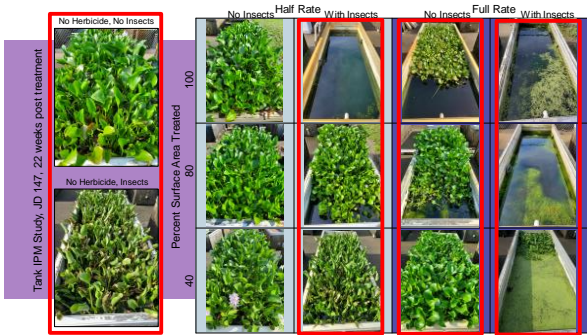 Half Rate
Full Rate
No Herbicide, No Insects
No Insects
With Insects
No Insects
With Insects
Tank IPM Study, JD 147, 22 weeks post treatment
Percent Surface Area Treated
100
80
40
No Herbicide, Insects